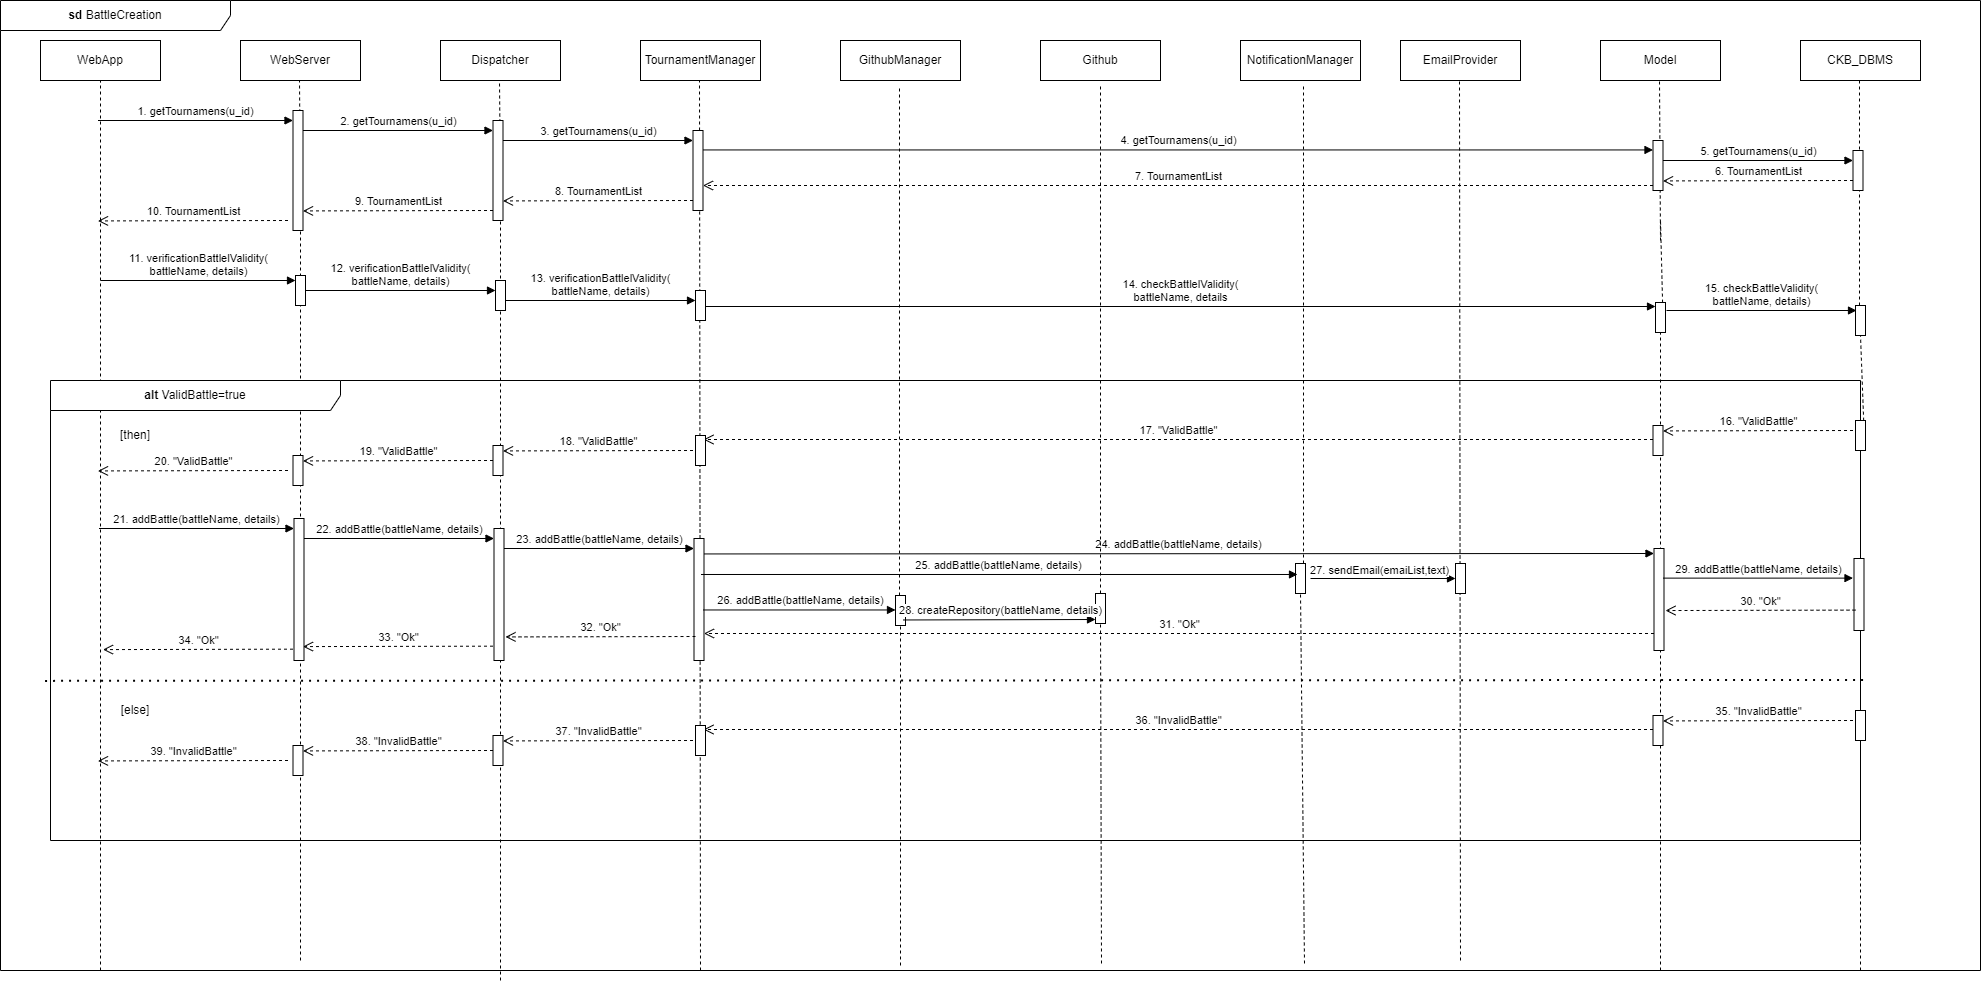 sd BattleCreation
WebApp
WebServer
Dispatcher
TournamentManager
GithubManager
Github
NotificationManager
EmailProvider
Model
CKB_DBMS
1. getTournamens(u_id)
2. getTournamens(u_id)
3. getTournamens(u_id)
4. getTournamens(u_id)
5. getTournamens(u_id)
6. TournamentList
7. TournamentList
8. TournamentList
9. TournamentList
10. TournamentList
11. verificationBattlelValidity(
battleName, details)
12. verificationBattlelValidity(
battleName, details)
13. verificationBattlelValidity(
battleName, details)
14. checkBattlelValidity(
battleName, details
15. checkBattleValidity(
battleName, details)
alt ValidBattle=true
[then]
16. "ValidBattle"
17. "ValidBattle"
18. "ValidBattle"
19. "ValidBattle"
20. "ValidBattle"
21. addBattle(battleName, details)
22. addBattle(battleName, details)
23. addBattle(battleName, details)
24. addBattle(battleName, details)
25. addBattle(battleName, details)
26. addBattle(battleName, details)
27. sendEmail(emaiList,text)
28. createRepository(battleName, details)
29. addBattle(battleName, details)
30. "Ok"
31. "Ok"
32. "Ok"
33. "Ok"
34. "Ok"
[else]
35. "InvalidBattle"
36. "InvalidBattle"
37. "InvalidBattle"
38. "InvalidBattle"
39. "InvalidBattle"